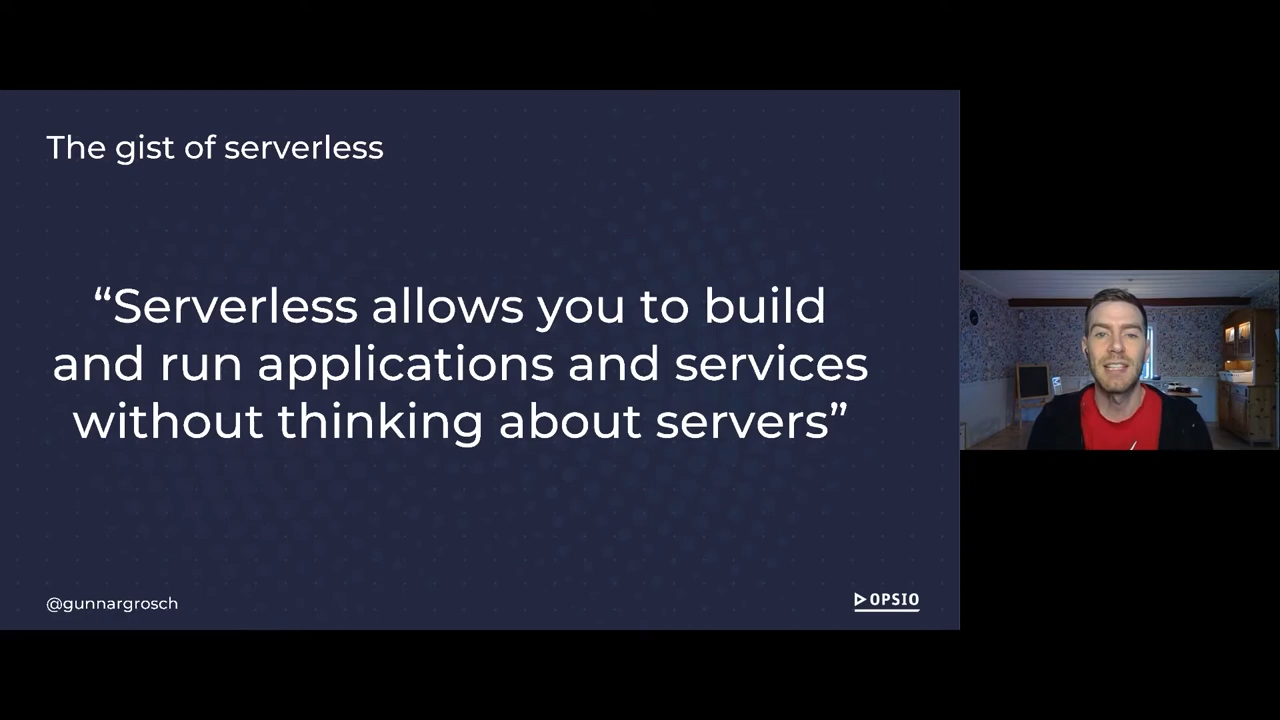 The gist of serverless
“Serverless allows you to build
and run applications and services
without thinking about servers”
@gunnargrosch
OPSIO